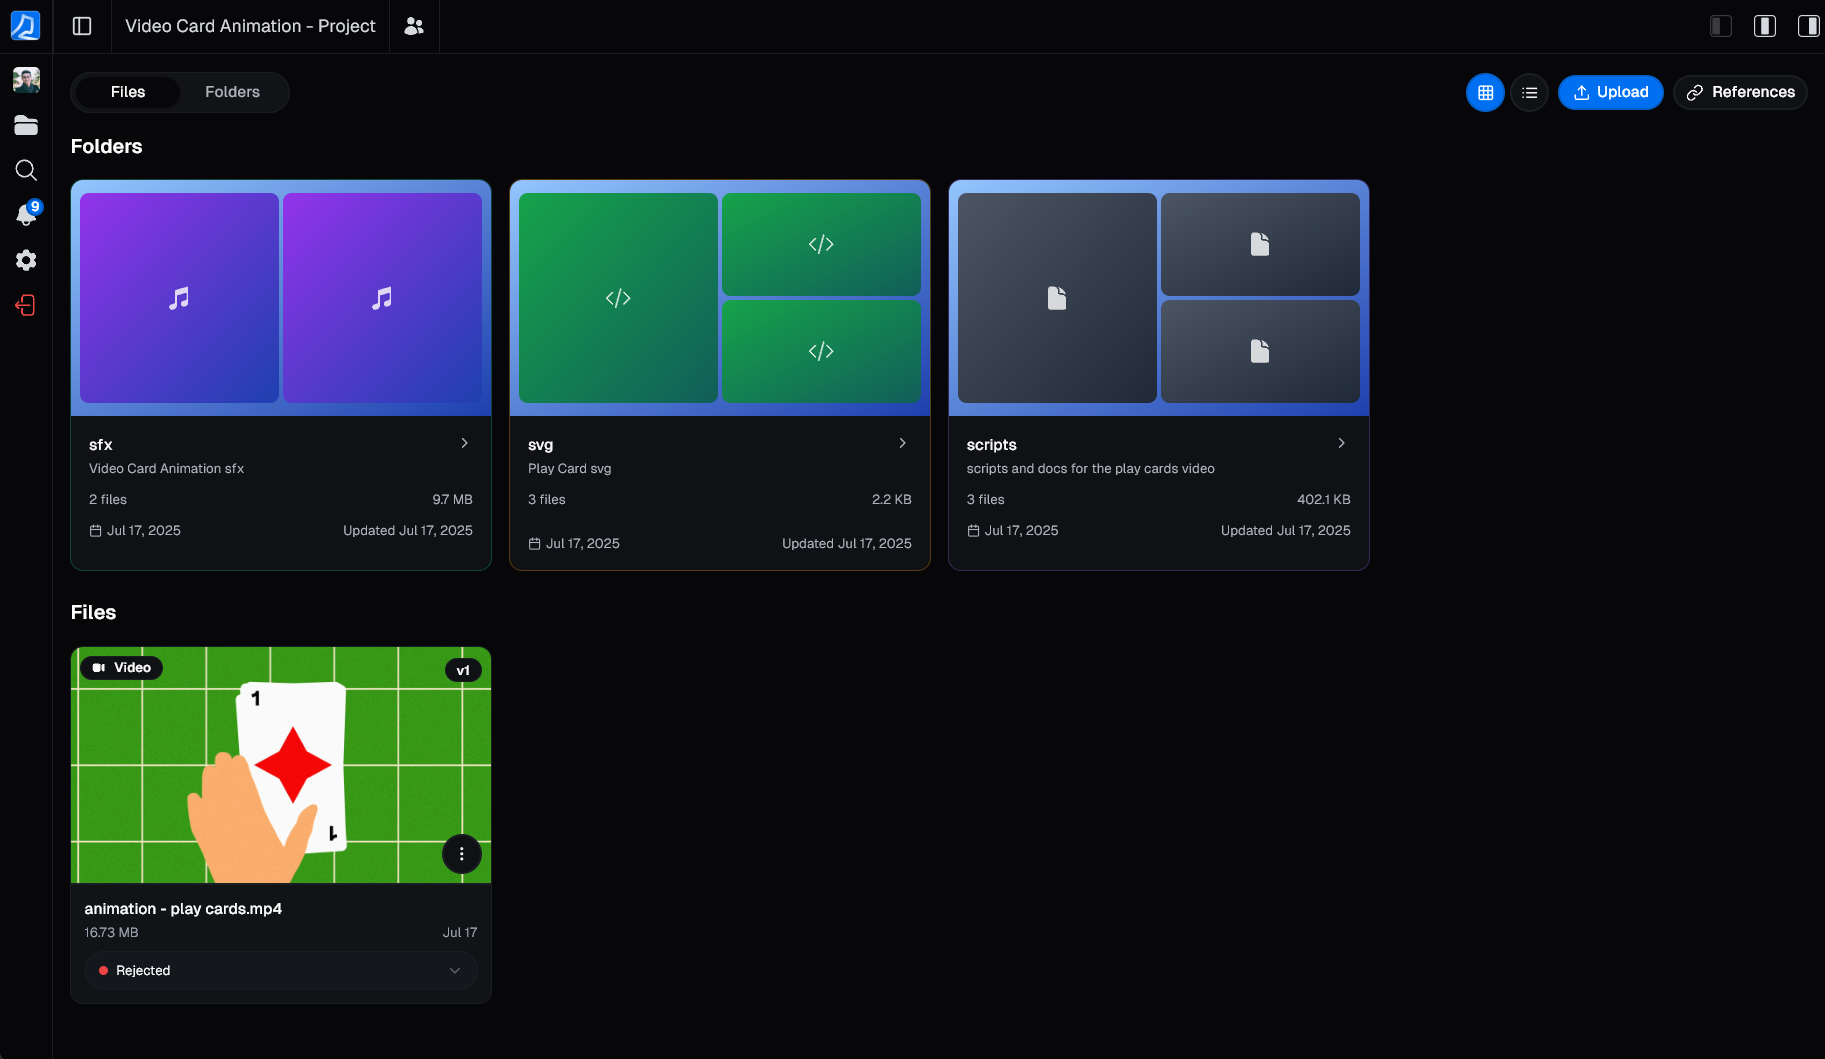 Video Card Animation - Project
Files
Folders
Upload
References
9
Folders
sfx
Video Card Animation sfx
2 files
9.7 MB
Jul 17, 2025
Updated Jul 17, 2025
svg
Play Card svg
3 files
2.2 KB
Jul 17, 2025
Updated Jul 17, 2025
scripts
scripts and docs for the play cards video
3 files
402.1 KB
Jul 17, 2025
Updated Jul 17, 2025
Files
Video
v1
1
1
animation - play cards.mp4
16.73 MB
Jul 17
Rejected